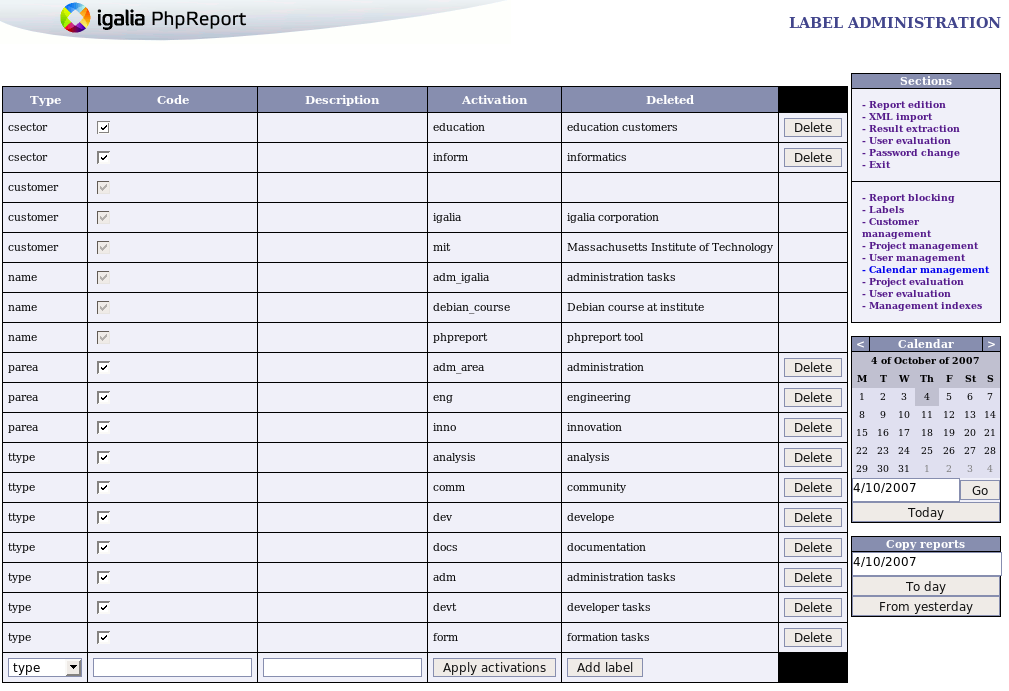 igalia PhpReport
LABEL ADMINISTRATION
Type Code Description Activation Deleted
csector education education customers Delete
csector inform informatics Delete
customer
customer igalia igalia corporation
customer mit Massachusetts Institute of Technology
name adm_igalia administration tasks
name debian_course Debian course at institute
name phpreport phpreport tool
parea adm_area administration Delete
parea eng engineering Delete
parea inno innovation Delete
ttype analysis analysis Delete
ttype comm community Delete
ttype dev develope Delete
ttype docs documentation Delete
type adm administration tasks Delete
type devt developer tasks Delete
type form formation tasks Delete
type Apply activations Add label
Sections
- Report edition
- XML import
- Result extraction
- User evaluation
- Password change
- Exit
- Report blocking
- Labels
- Customer
management
- Project management
- User management
- Calendar management
- Project evaluation
- User evaluation
- Management indexes
< Calendar >
4 of October of 2007
M T W Th F St S
1 2 3 4 5 6 7
8 9 10 11 12 13 14
15 16 17 18 19 20 21
22 23 24 25 26 27 28
29 30 31 1 2 3 4
4/10/2007 Go
Today
Copy reports
4/10/2007
To day
From yesterday